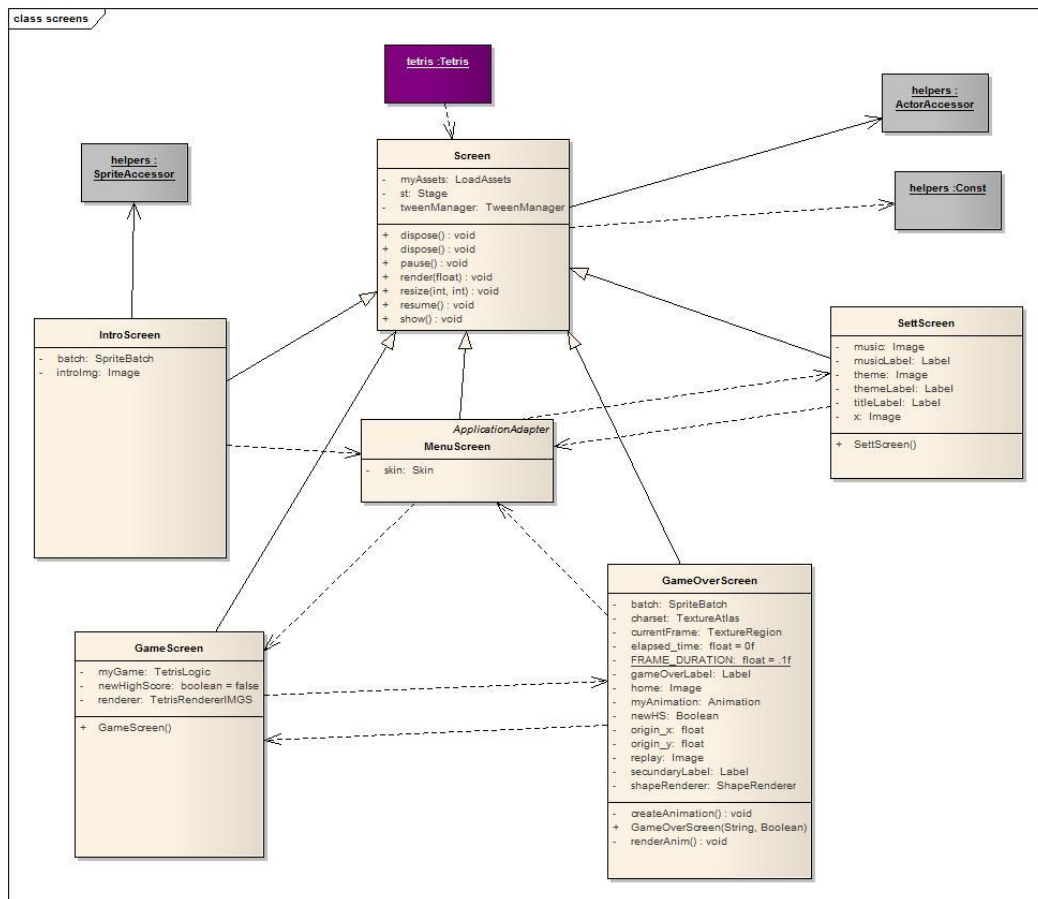 class screens
tetris :Tetris
helpers :
ActorAccessor
helpers :
SpriteAccessor
helpers :Const
Screen
- myAssets: LoadAssets
- st: Stage
- tweenManager: TweenManager
+ dispose() : void
+ dispose() : void
+ pause() : void
+ render(float) : void
+ resize(int, int) : void
+ resume() : void
+ show() : void
IntroScreen
- batch: SpriteBatch
- introImg: Image
SettScreen
- music: Image
- musicLabel: Label
- theme: Image
- themeLabel: Label
- titleLabel: Label
- x: Image
+ SettScreen()
ApplicationAdapter
MenuScreen
- skin: Skin
GameScreen
- myGame: TetrisLogic
- newHighScore: boolean = false
- renderer: TetrisRendererIMGS
+ GameScreen()
GameOverScreen
- batch: SpriteBatch
- charset: TextureAtlas
- currentFrame: TextureRegion
- elapsed_time: float = 0f
- FRAME_DURATION: float = .1f
- gameOverLabel: Label
- home: Image
- myAnimation: Animation
- newHS: Boolean
- origin_x: float
- origin_y: float
- replay: Image
- secundaryLabel: Label
- shapeRenderer: ShapeRenderer
- createAnimation() : void
+ GameOverScreen(String, Boolean)
- renderAnim() : void